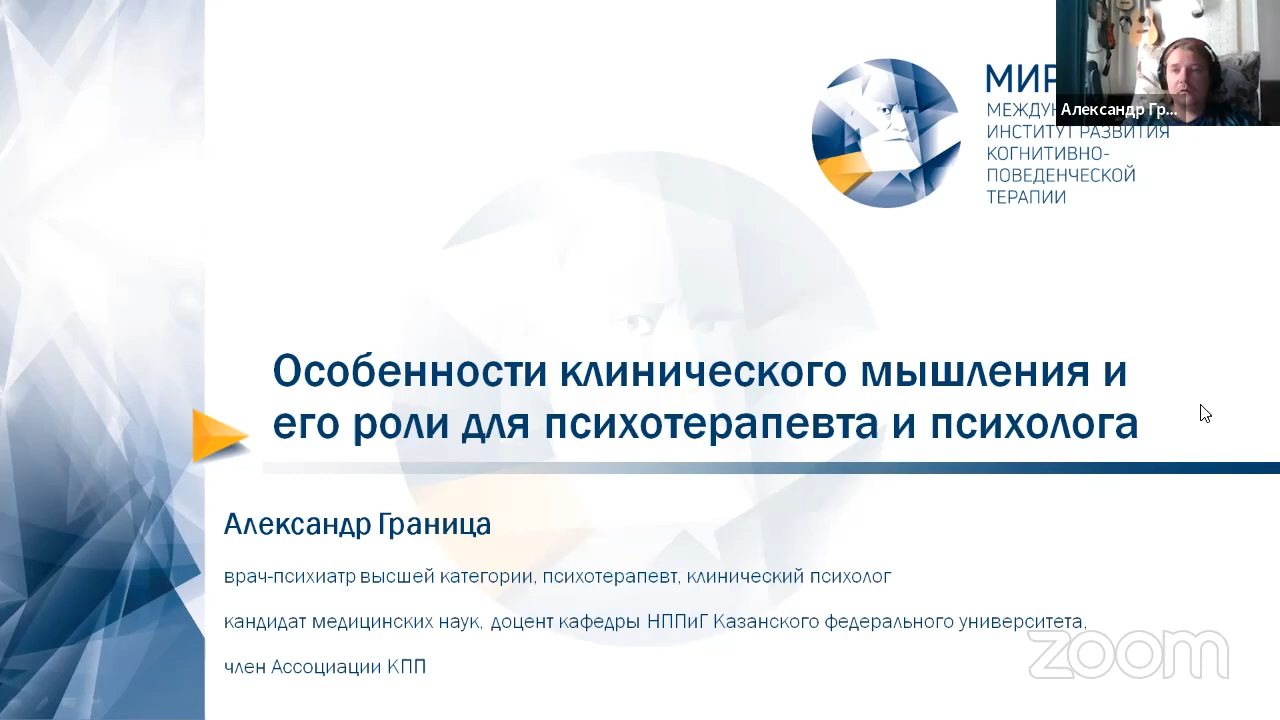 МИР
МЕЖДУН
Александр Гр...
ИНСТИТУТ РАЗВИТИЯ
КОГНИТИВНО-
ПОВЕДЕНЧЕСКОЙ
ТЕРАПИИ
Особенности клинического мышления и
его роли для психотерапевта и психолога
Александр Граница
врач-психиатр высшей категории, психотерапевт, клинический психолог
кандидат медицинских наук, доцент кафедры НППиГ Казанского федерального университета,
член Ассоциации КПП
zoom